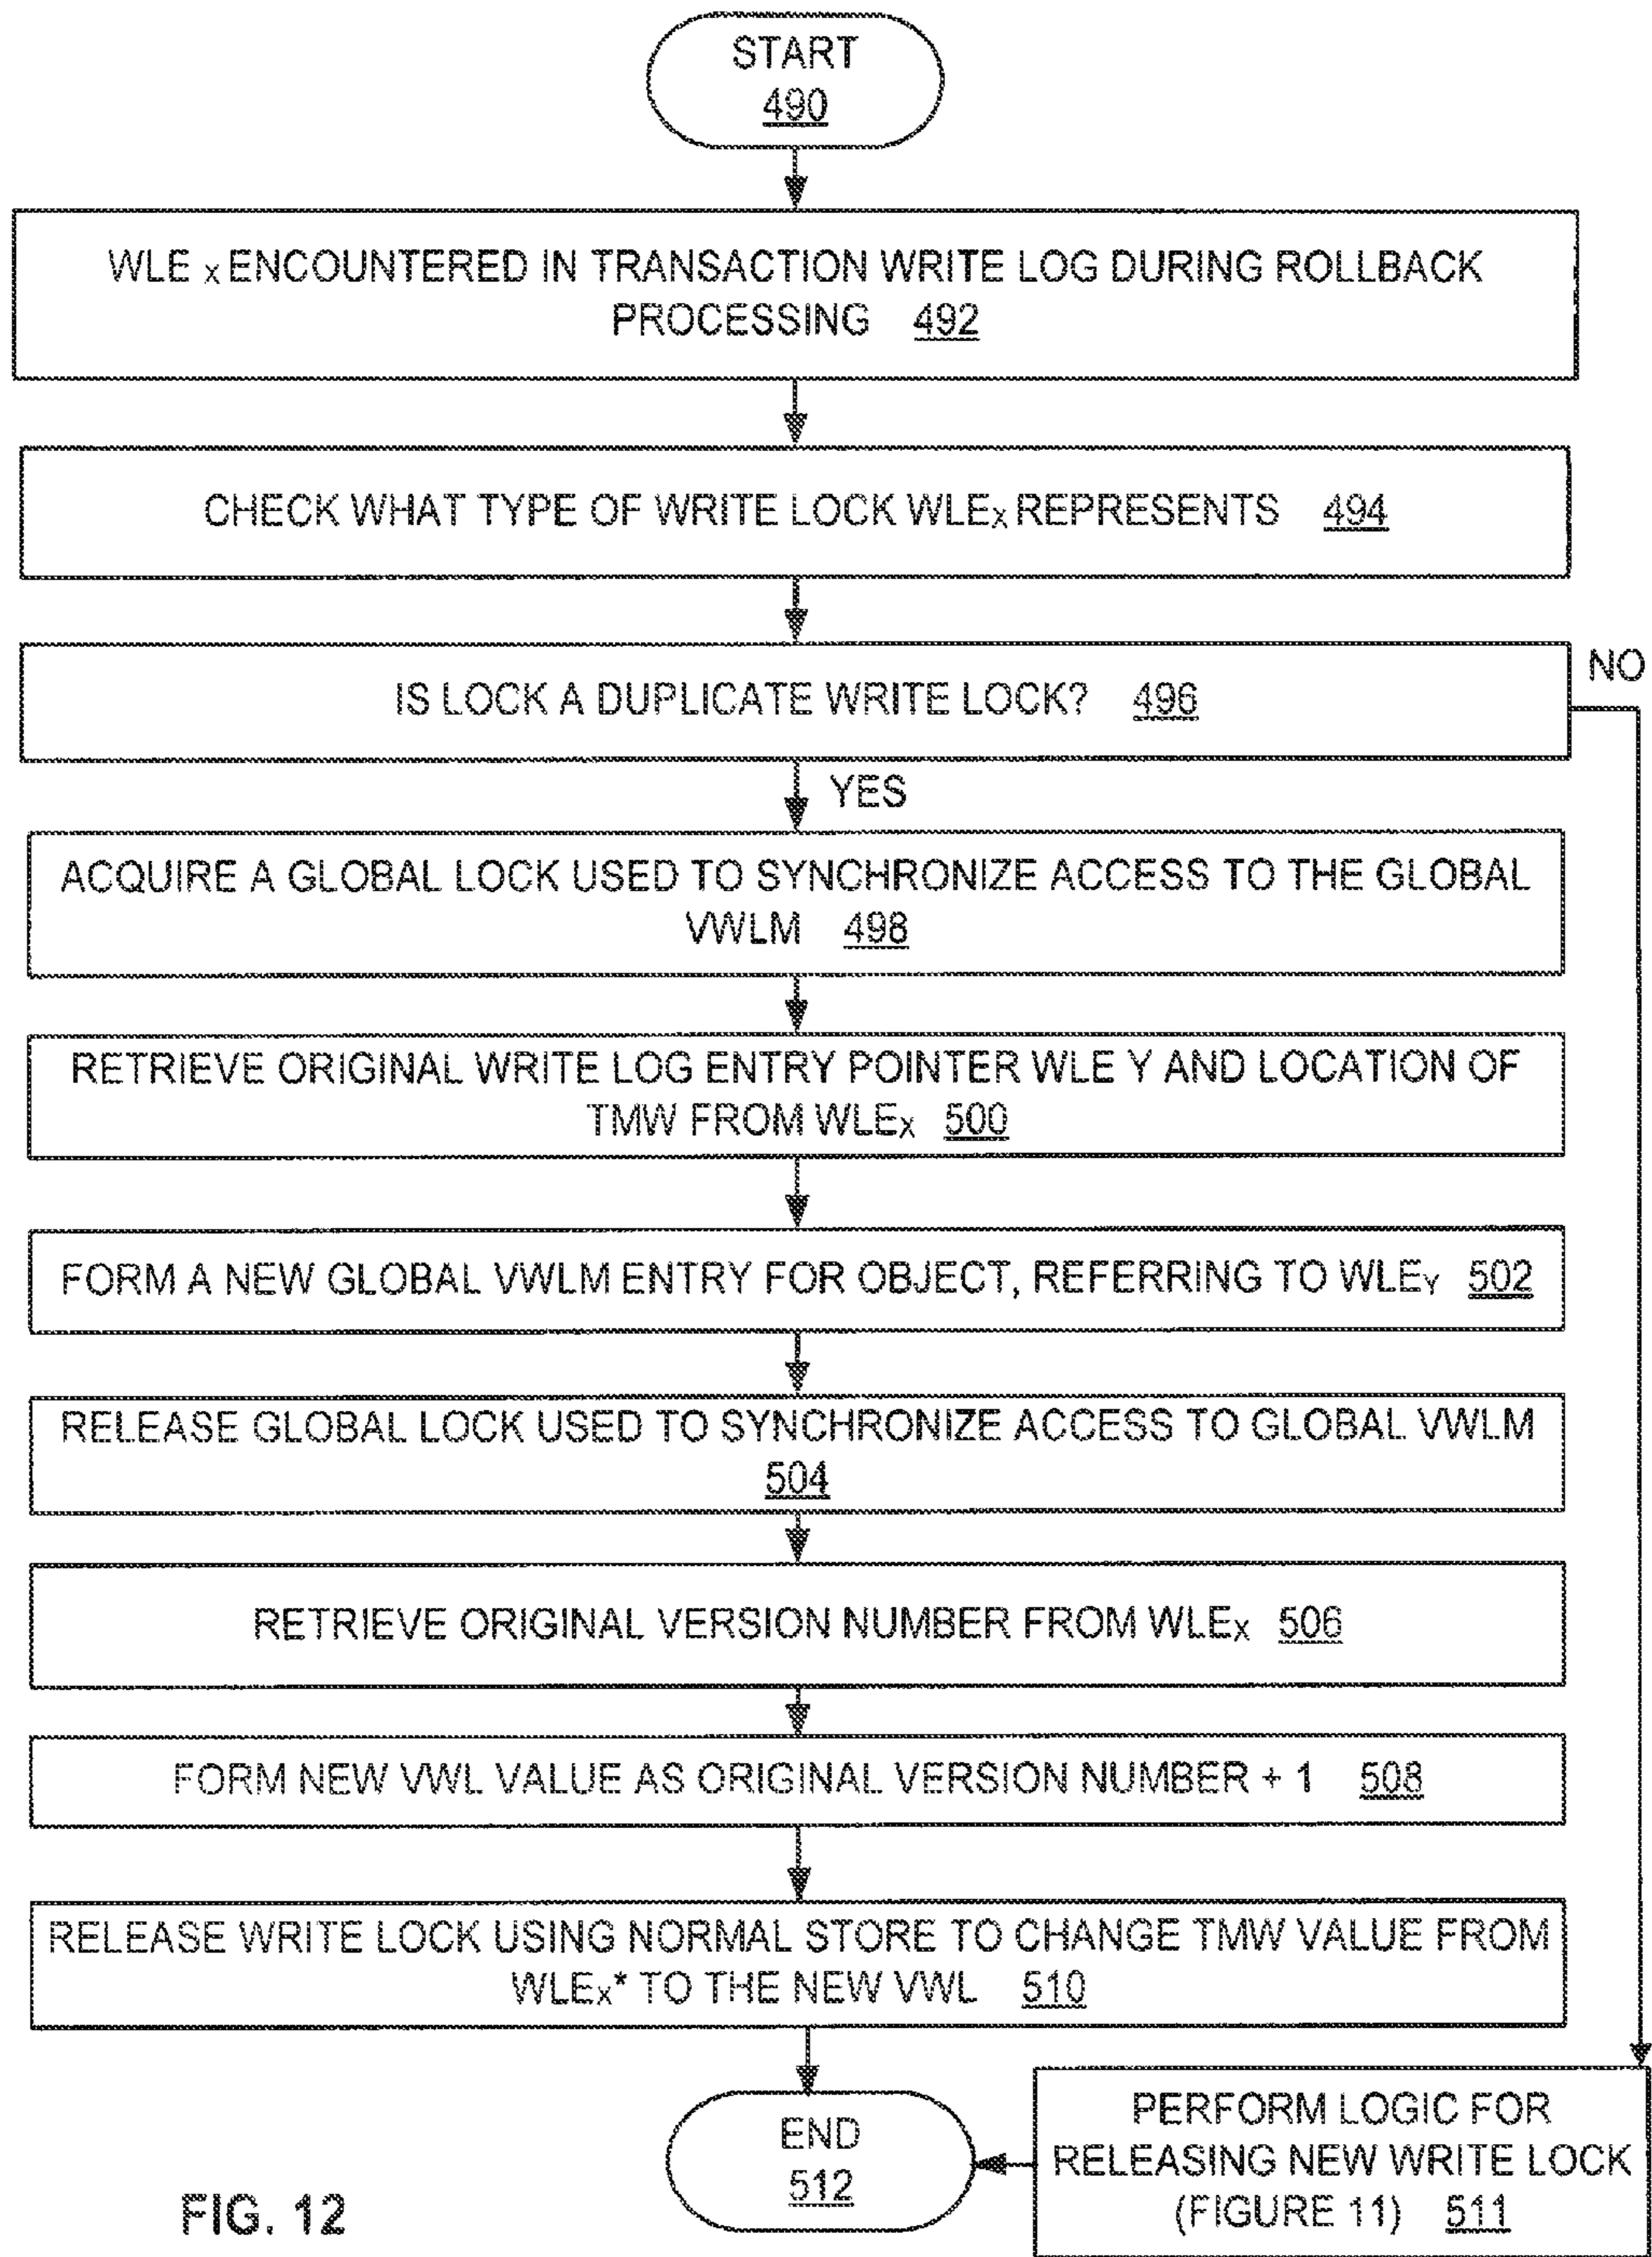 START
490
WLE X ENCOUNTERED IN TRANSACTION WRITE LOG DURING ROLLBACK
PROCESSING 492
CHECK WHAT TYPE OF WRITE LOCK WLEX REPRESENTS 494
IS LOCK A DUPLICATE WRITE LOCK? 496
NO
YES
ACQUIRE A GLOBAL LOCK USED TO SYNCHRONIZE ACCESS TO THE GLOBAL
VWLM 498
RETRIEVE ORIGINAL WRITE LOG ENTRY POINTER WLE Y AND LOCATION OF
TMW FROM WLEX 500
FORM A NEW GLOBAL VWLM ENTRY FOR OBJECT, REFERRING TO WLEY 502
RELEASE GLOBAL LOCK USED TO SYNCHRONIZE ACCESS TO GLOBAL VWLM
504
RETRIEVE ORIGINAL VERSION NUMBER FROM WLEX 506
FORM NEW VWL VALUE AS ORIGINAL VERSION NUMBER + 1 508
RELEASE WRITE LOCK USING NORMAL STORE TO CHANGE TMW VALUE FROM
WLEX* TO THE NEW VWL 510
END
512
PERFORM LOGIC FOR
RELEASING NEW WRITE LOCK
(FIGURE 11) 511
FIG. 12